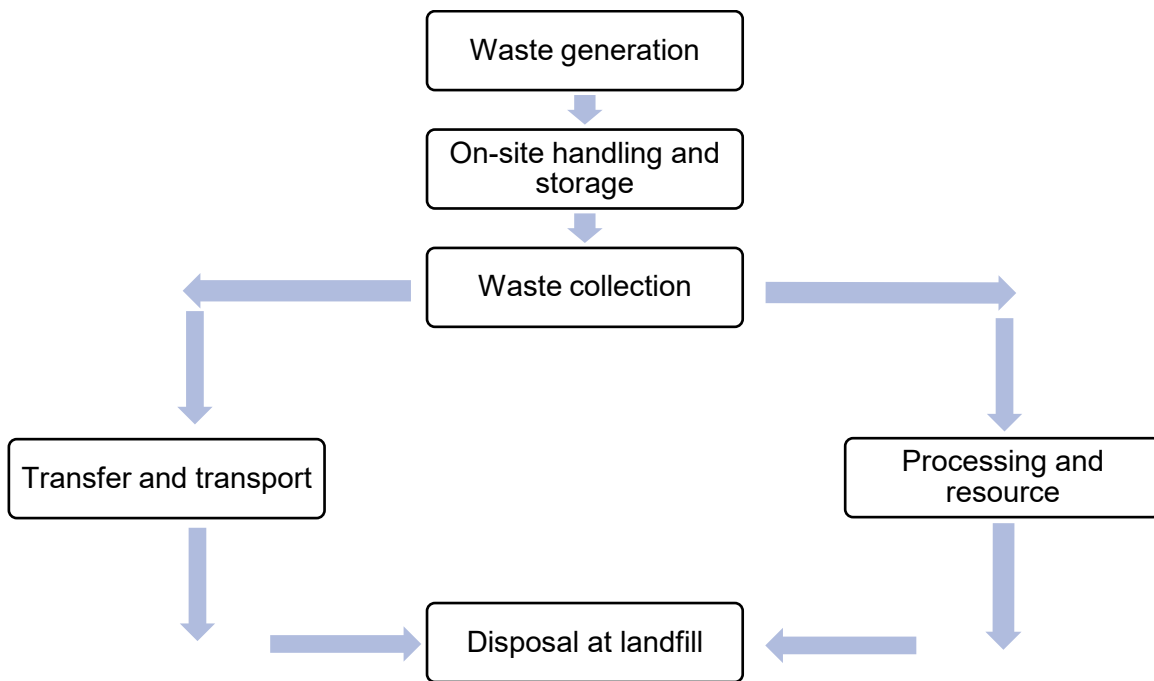 Waste generation
On-site handling and
storage
Waste collection
Transfer and transport
Processing and
resource
Disposal at landfill